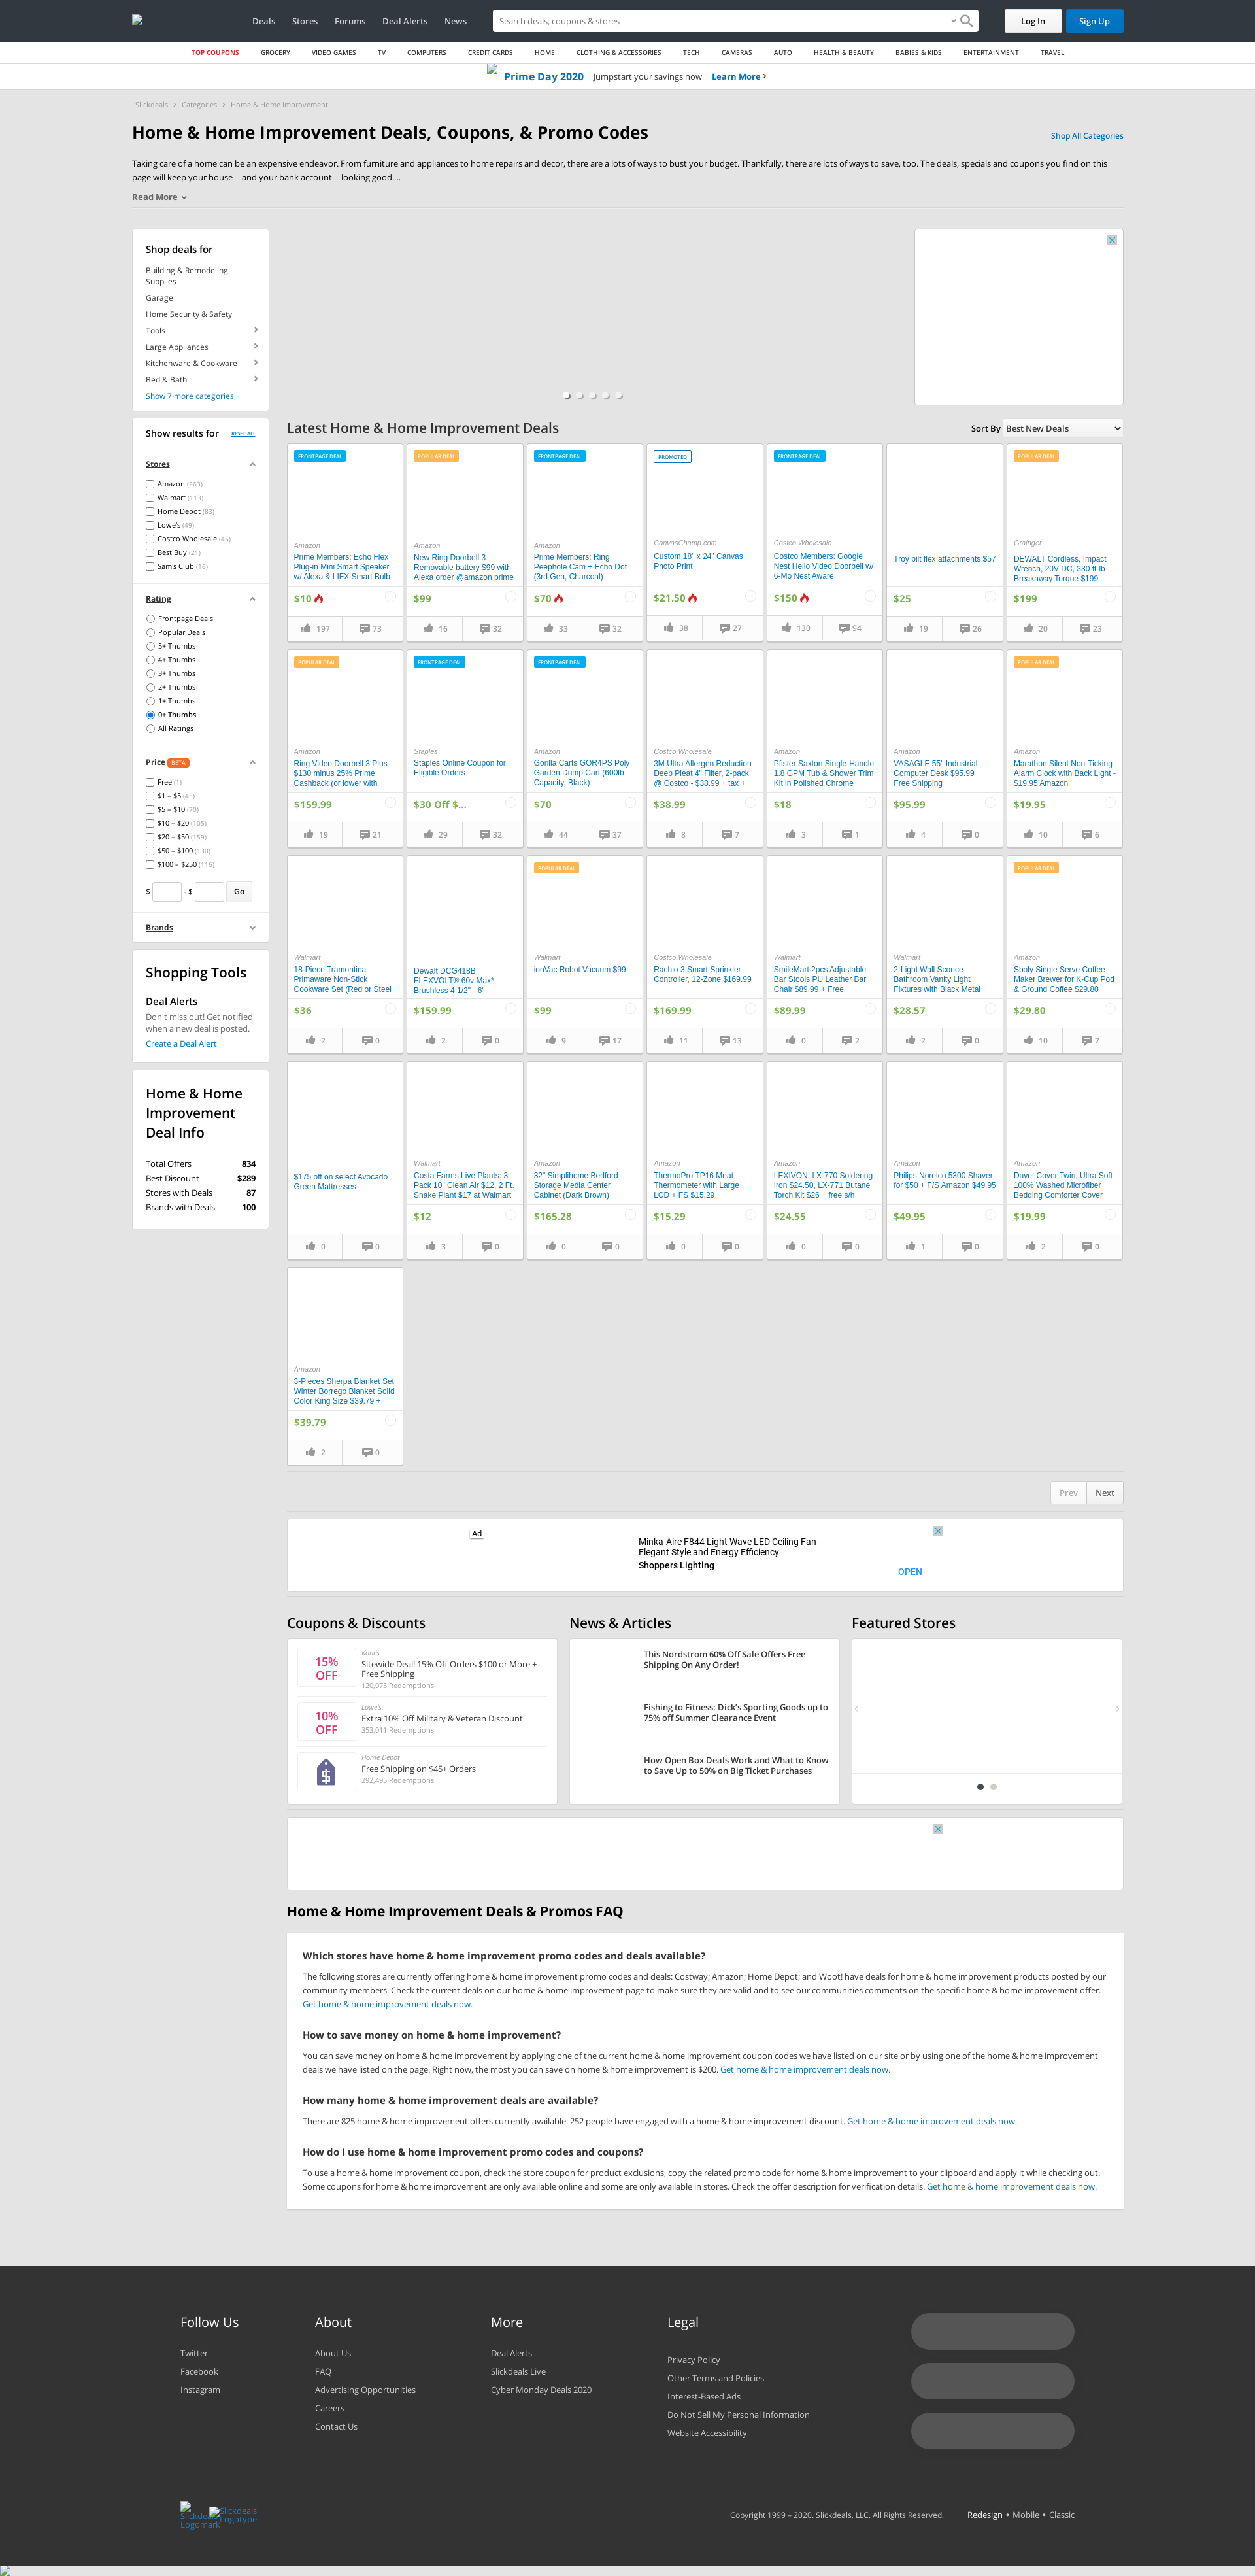 Deals
Stores
Forums
Deal Alerts
News
Search deals, coupons & stores
Log In
Sign Up
TOP COUPONS
GROCERY
VIDEO GAMES
TV
COMPUTERS
CREDIT CARDS
HOME
CLOTHING & ACCESSORIES
TECH
CAMERAS
AUTO
HEALTH & BEAUTY
BABIES & KIDS
ENTERTAINMENT
TRAVEL
Prime Day 2020 Jumpstart your savings now Learn More
Slickdeals > Categories > Home & Home Improvement
Home & Home Improvement Deals, Coupons, & Promo Codes
Shop All Categories
Taking care of a home can be an expensive endeavor. From furniture and appliances to home repairs and decor, there are a lot of ways to bust your budget. Thankfully, there are lots of ways to save, too. The deals, specials and coupons you find on this
page will keep your house -- and your bank account -- looking good....
Read More
Shop deals for
Building & Remodeling
Supplies
Garage
Home Security & Safety
Tools
Large Appliances
Kitchenware & Cookware
Bed & Bath
Show 7 more categories
Show results for
RESET ALL
Stores
Amazon (263)
Walmart (113)
Home Depot (83)
Lowe's (49)
Costco Wholesale (45)
Best Buy (21)
Sam's Club (16)
Rating
Frontpage Deals
Popular Deals
5+ Thumbs
4+ Thumbs
3+ Thumbs
2+ Thumbs
1+ Thumbs
0+ Thumbs
All Ratings
Price BETA
Free (1)
$1 – $5 (45)
$5 – $10 (70)
$10 – $20 (105)
$20 – $50 (159)
$50 – $100 (130)
$100 – $250 (116)
$ - $ Go
Brands
Shopping Tools
Deal Alerts
Don't miss out! Get notified
when a new deal is posted.
Create a Deal Alert
Home & Home
Improvement
Deal Info
Total Offers 834
Best Discount $289
Stores with Deals 87
Brands with Deals 100
Latest Home & Home Improvement Deals
Sort By Best New Deals
FRONTPAGE DEAL
Amazon
Prime Members: Echo Flex
Plug-in Mini Smart Speaker
w/ Alexa & LIFX Smart Bulb
$10
197 73
POPULAR DEAL
Amazon
New Ring Doorbell 3
Removable battery $99 with
Alexa order @amazon prime
$99
16 32
FRONTPAGE DEAL
Amazon
Prime Members: Ring
Peephole Cam + Echo Dot
(3rd Gen, Charcoal)
$70
33 32
PROMOTED
CanvasChamp.com
Custom 18" x 24" Canvas
Photo Print
$21.50
38 27
FRONTPAGE DEAL
Costco Wholesale
Costco Members: Google
Nest Hello Video Doorbell w/
6-Mo Nest Aware
$150
130 94
Troy bilt flex attachments $57
$25
19 26
POPULAR DEAL
Grainger
DEWALT Cordless, Impact
Wrench, 20V DC, 330 ft-lb
Breakaway Torque $199
$199
20 23
POPULAR DEAL
Amazon
Ring Video Doorbell 3 Plus
$130 minus 25% Prime
Cashback (or lower with
$159.99
19 21
FRONTPAGE DEAL
Staples
Staples Online Coupon for
Eligible Orders
$30 Off $...
29 32
FRONTPAGE DEAL
Amazon
Gorilla Carts GOR4PS Poly
Garden Dump Cart (600lb
Capacity, Black)
$70
44 37
Costco Wholesale
3M Ultra Allergen Reduction
Deep Pleat 4" Filter, 2-pack
@ Costco - $38.99 + tax +
$38.99
8 7
Amazon
Pfister Saxton Single-Handle
1.8 GPM Tub & Shower Trim
Kit in Polished Chrome
$18
3 1
Amazon
VASAGLE 55" Industrial
Computer Desk $95.99 +
Free Shipping
$95.99
4 0
POPULAR DEAL
Amazon
Marathon Silent Non-Ticking
Alarm Clock with Back Light -
$19.95 Amazon
$19.95
10 6
Walmart
18-Piece Tramontina
Primaware Non-Stick
Cookware Set (Red or Steel
$36
2 0
Dewalt DCG418B
FLEXVOLT® 60v Max*
Brushless 4 1/2" - 6"
$159.99
2 0
POPULAR DEAL
Walmart
ionVac Robot Vacuum $99
$99
9 17
Costco Wholesale
Rachio 3 Smart Sprinkler
Controller, 12-Zone $169.99
$169.99
11 13
Walmart
SmileMart 2pcs Adjustable
Bar Stools PU Leather Bar
Chair $89.99 + Free
$89.99
0 2
Walmart
2-Light Wall Sconce-
Bathroom Vanity Light
Fixtures with Black Metal
$28.57
2 0
POPULAR DEAL
Amazon
Sboly Single Serve Coffee
Maker Brewer for K-Cup Pod
& Ground Coffee $29.80
$29.80
10 7
$175 off on select Avocado
Green Mattresses
0 0
Walmart
Costa Farms Live Plants: 3-
Pack 10" Clean Air $12, 2 Ft.
Snake Plant $17 at Walmart
$12
3 0
Amazon
32" Simplihome Bedford
Storage Media Center
Cabinet (Dark Brown)
$165.28
0 0
Amazon
ThermoPro TP16 Meat
Thermometer with Large
LCD + FS $15.29
$15.29
0 0
Amazon
LEXIVON: LX-770 Soldering
Iron $24.50, LX-771 Butane
Torch Kit $26 + free s/h
$24.55
0 0
Amazon
Philips Norelco 5300 Shaver
for $50 + F/S Amazon $49.95
$49.95
1 0
Amazon
Duvet Cover Twin, Ultra Soft
100% Washed Microfiber
Bedding Comforter Cover
$19.99
2 0
Amazon
3-Pieces Sherpa Blanket Set
Winter Borrego Blanket Solid
Color King Size $39.79 +
$39.79
2 0
Prev Next
Ad
Minka-Aire F844 Light Wave LED Ceiling Fan -
Elegant Style and Energy Efficiency
Shoppers Lighting
OPEN
Coupons & Discounts
15%
OFF
Kohl's
Sitewide Deal! 15% Off Orders $100 or More +
Free Shipping
120,075 Redemptions
10%
OFF
Lowe's
Extra 10% Off Military & Veteran Discount
353,011 Redemptions
Home Depot
Free Shipping on $45+ Orders
292,495 Redemptions
News & Articles
This Nordstrom 60% Off Sale Offers Free
Shipping On Any Order!
Fishing to Fitness: Dick's Sporting Goods up to
75% off Summer Clearance Event
How Open Box Deals Work and What to Know
to Save Up to 50% on Big Ticket Purchases
Featured Stores
Home & Home Improvement Deals & Promos FAQ
Which stores have home & home improvement promo codes and deals available?
The following stores are currently offering home & home improvement promo codes and deals: Costway; Amazon; Home Depot; and Woot! have deals for home & home improvement products posted by our
community members. Check the current deals on our home & home improvement page to make sure they are valid and to see our communities comments on the specific home & home improvement offer.
Get home & home improvement deals now.
How to save money on home & home improvement?
You can save money on home & home improvement by applying one of the current home & home improvement coupon codes we have listed on our site or by using one of the home & home improvement
deals we have listed on the page. Right now, the most you can save on home & home improvement is $200. Get home & home improvement deals now.
How many home & home improvement deals are available?
There are 825 home & home improvement offers currently available. 252 people have engaged with a home & home improvement discount. Get home & home improvement deals now.
How do I use home & home improvement promo codes and coupons?
To use a home & home improvement coupon, check the store coupon for product exclusions, copy the related promo code for home & home improvement to your clipboard and apply it while checking out.
Some coupons for home & home improvement are only available online and some are only available in stores. Check the offer description for verification details. Get home & home improvement deals now.
Follow Us
Twitter
Facebook
Instagram
About
About Us
FAQ
Advertising Opportunities
Careers
Contact Us
More
Deal Alerts
Slickdeals Live
Cyber Monday Deals 2020
Legal
Privacy Policy
Other Terms and Policies
Interest-Based Ads
Do Not Sell My Personal Information
Website Accessibility
Slickdeals
Logomark
Slickdeals
Logotype
Copyright 1999 – 2020. Slickdeals, LLC. All Rights Reserved.
Redesign • Mobile • Classic